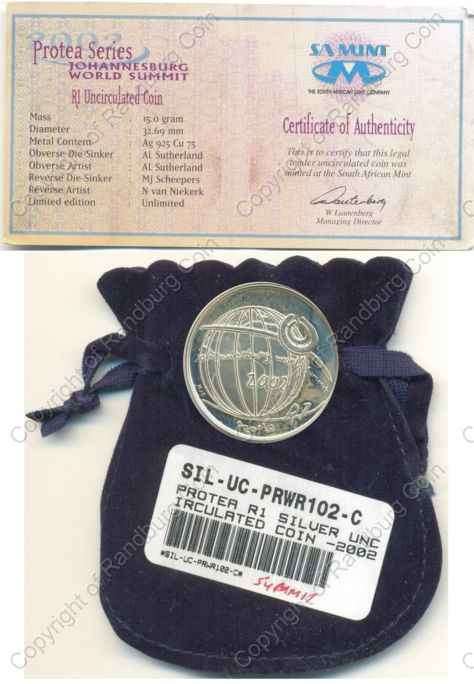 2002
Protea Series
JOHANNESBURG
WORLD SUMMIT
R1 Uncirculated Coin
Mass 15.0 gram
Diameter 32.69 mm
Metal Content Ag 925 Cu 75
Obverse Die-Sinker AL Sutherland
Obverse Artist AL Sutherland
Reverse Die-Sinker MJ Scheepers
Reverse Artist N van Niekerk
Limited edition Unlimited
SA MINT
THE SOUTH AFRICAN MINT COMPANY
Certificate of Authenticity
This is to certify that this legal
tender uncirculated coin was
minted at the South African Mint
W Lautenberg
Managing Director
2002
SIL-UC-PRWR102-C
PROTEA R1 SILVER UNC
IRCULATED COIN -2002
*SIL-UC-PRWR102-C*
SUMMIT
Copyright of Randburg Coin